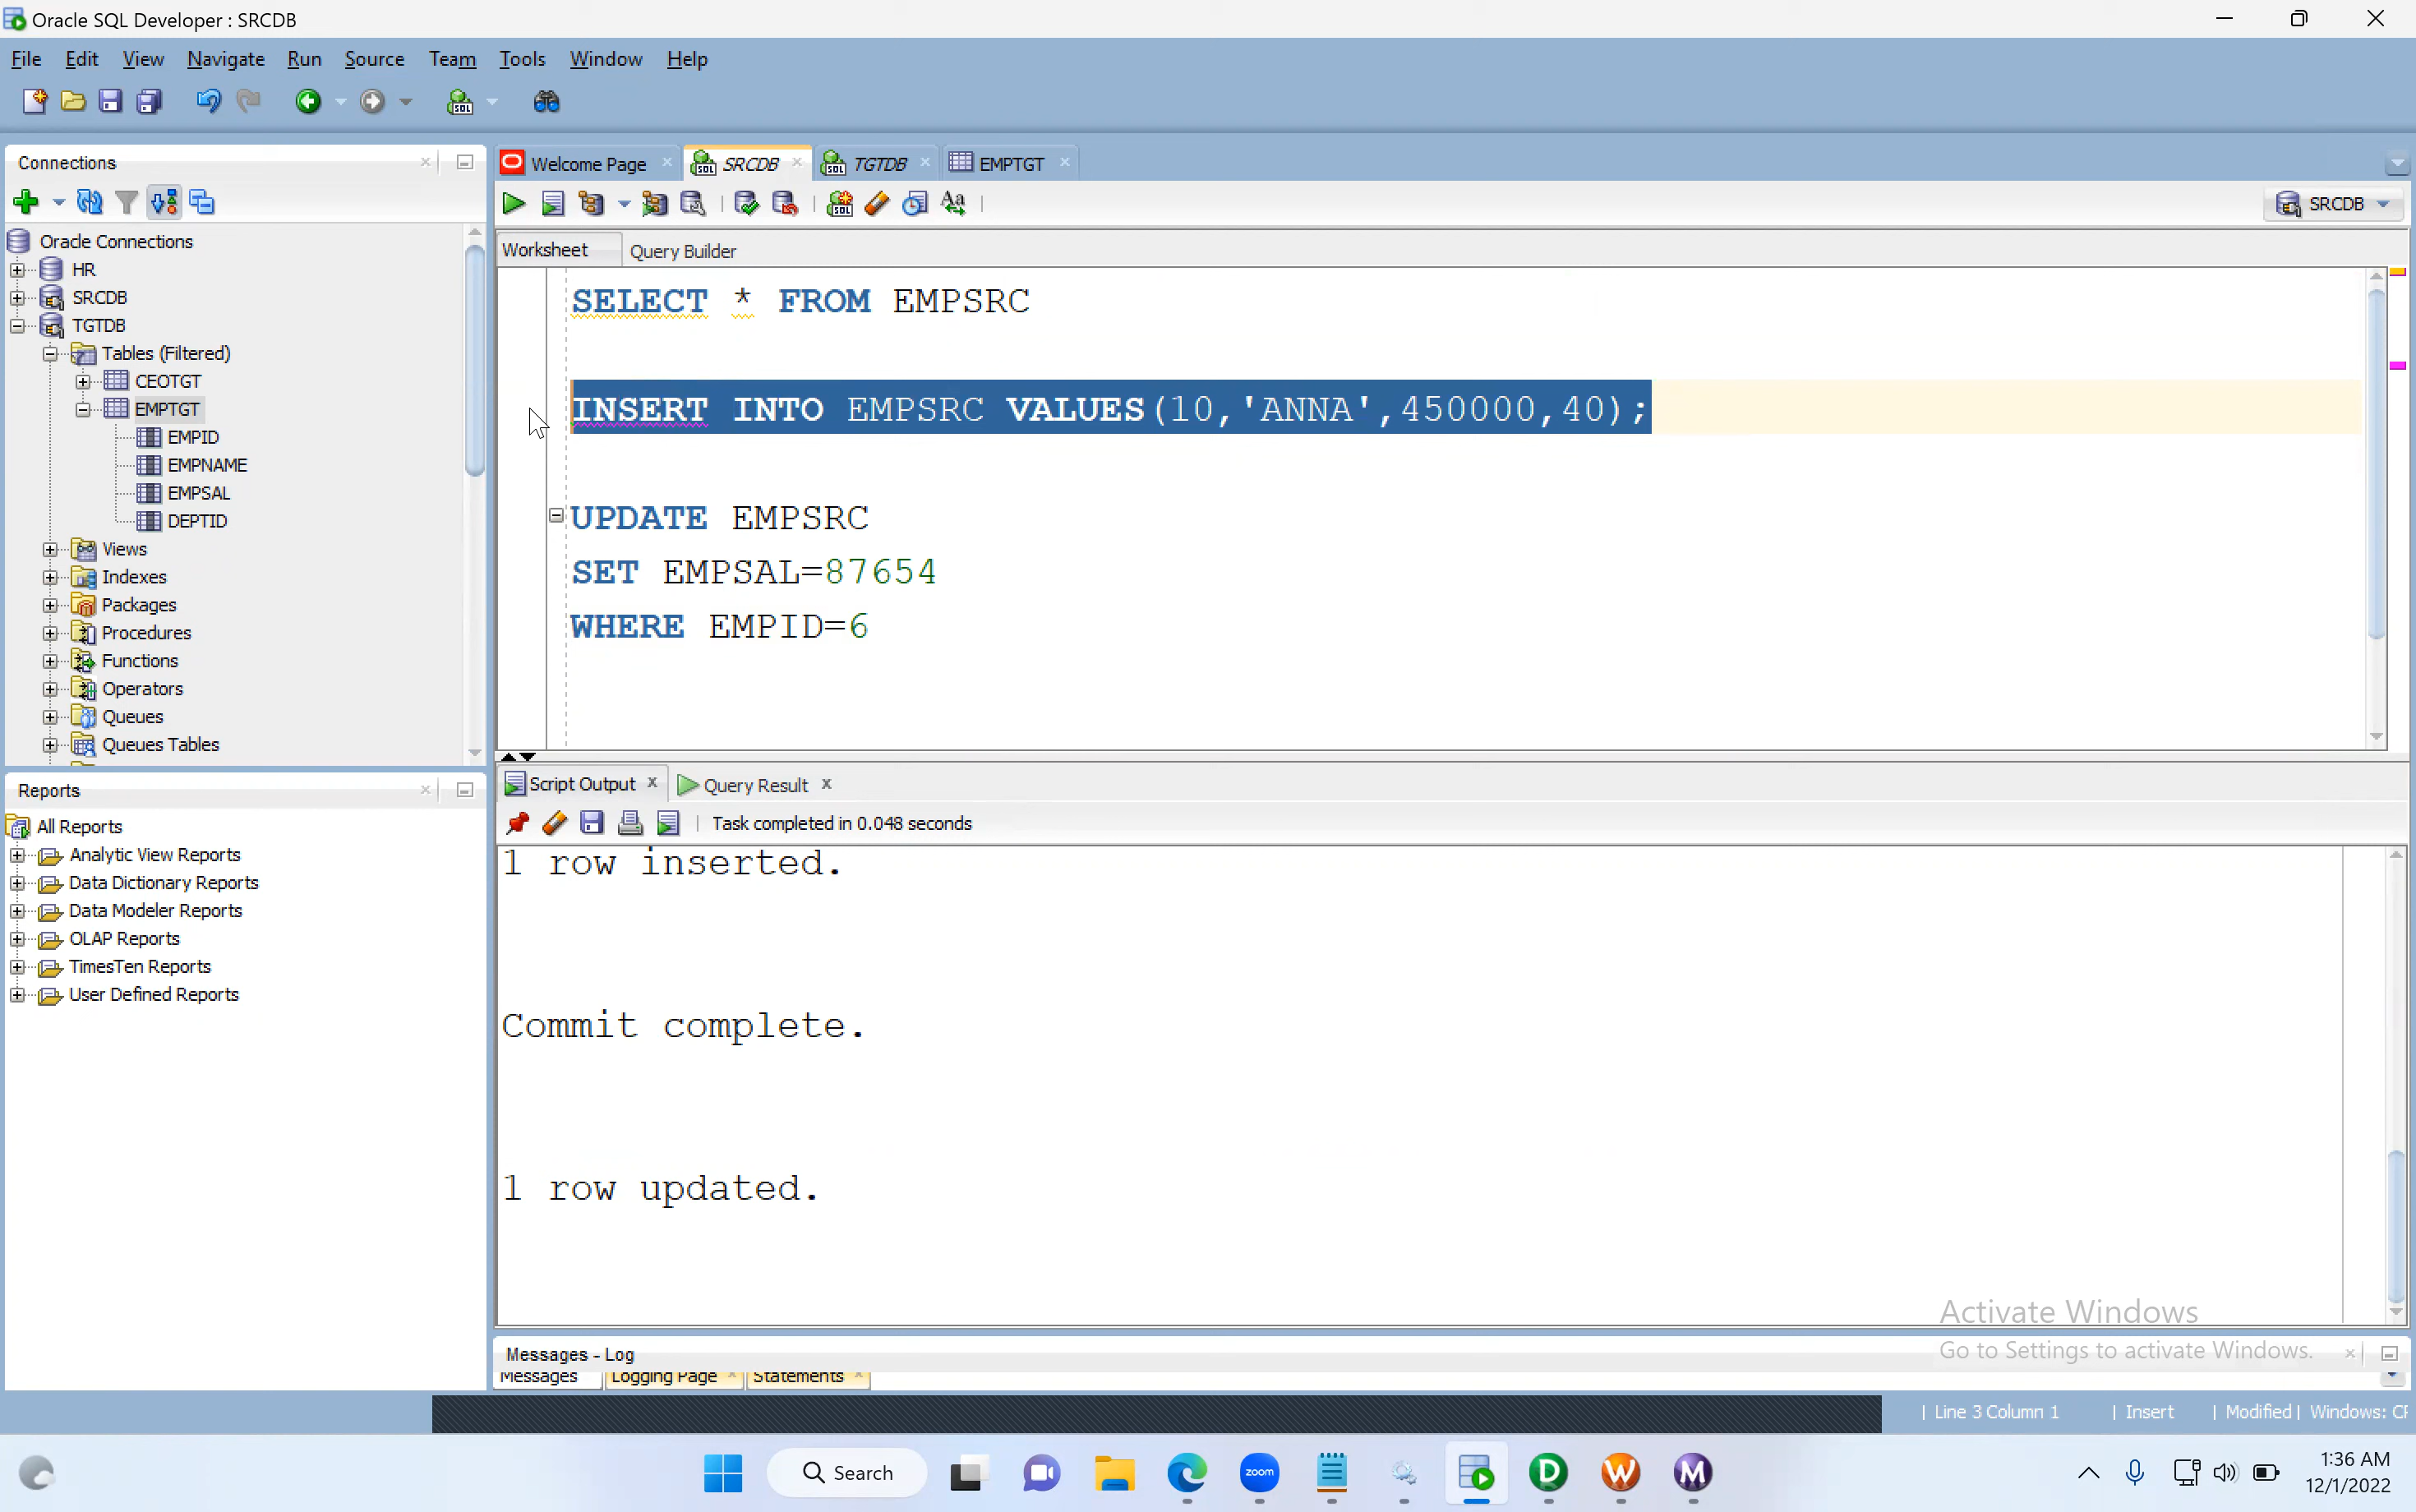 Oracle SQL Developer : SRCDB
File Edit View Navigate Run Source Team Tools Window Help
Connections
Oracle Connections
HR
SRCDB
TGTDB
Tables (Filtered)
CEOTGT
EMPTGT
EMPID
EMPNAME
EMPSAL
DEPTID
Views
Indexes
Packages
Procedures
Functions
Operators
Queues
Queues Tables
Reports
All Reports
Analytic View Reports
Data Dictionary Reports
Data Modeler Reports
OLAP Reports
TimesTen Reports
User Defined Reports
Welcome Page SRCDB TGTDB EMPTGT
SRCDB
Worksheet Query Builder
SELECT * FROM EMPSRC
INSERT INTO EMPSRC VALUES(10,'ANNA',450000,40);
UPDATE EMPSRC
SET EMPSAL=87654
WHERE EMPID=6
Script Output Query Result
Task completed in 0.048 seconds
1 row inserted.
Commit complete.
1 row updated.
Activate Windows
Go to Settings to activate Windows.
Messages - Log
Messages Logging Page Statements
Line 3 Column 1 Insert Modified Windows:
Search
zoom
D W M
1:36 AM
12/1/2022